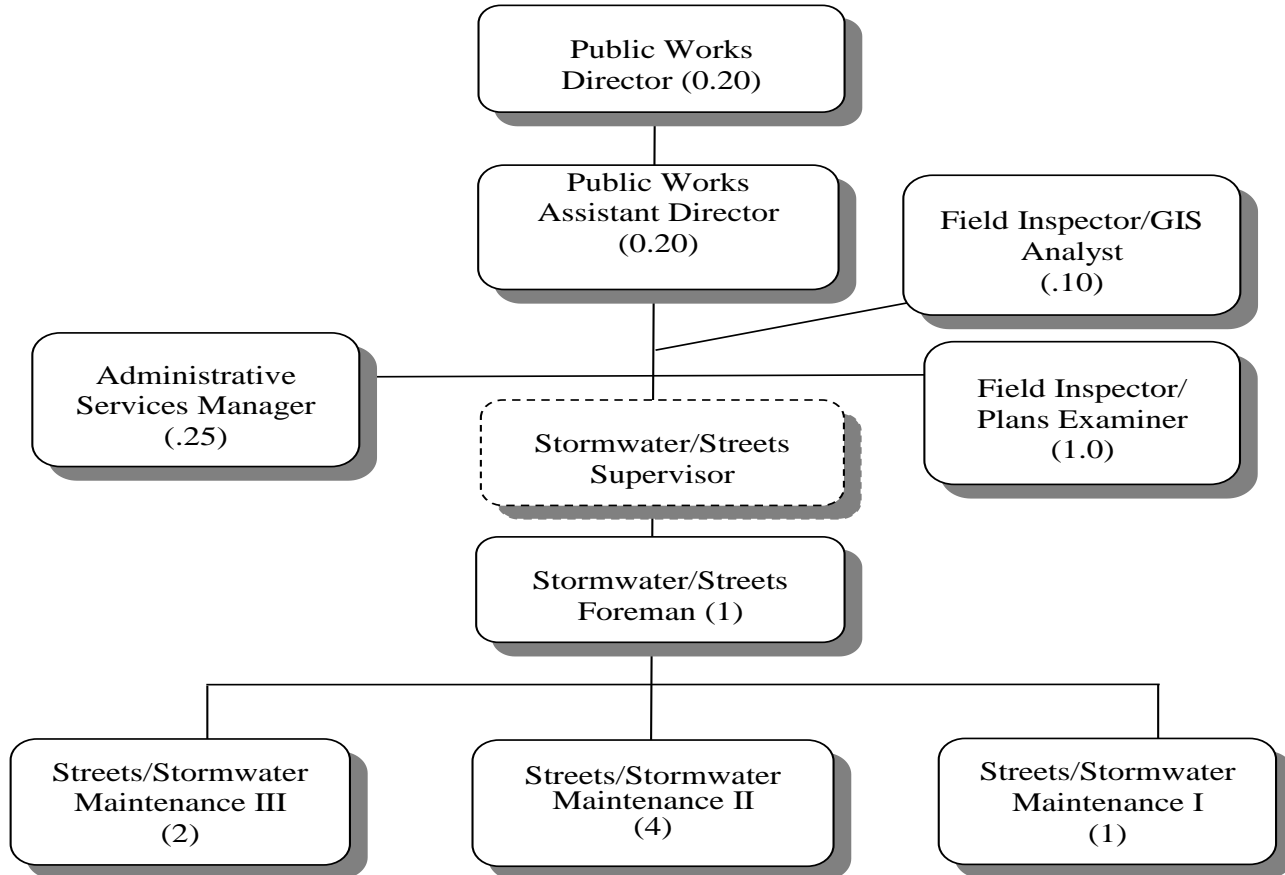 Public Works
Director (0.20)
Public Works
Assistant Director
(0.20)
Field Inspector/GIS
Analyst
(.10)
Administrative
Services Manager
(.25)
Field Inspector/
Plans Examiner
(1.0)
Stormwater/Streets
Supervisor
Stormwater/Streets
Foreman (1)
Streets/Stormwater
Maintenance III
(2)
Streets/Stormwater
Maintenance II
(4)
Streets/Stormwater
Maintenance I
(1)